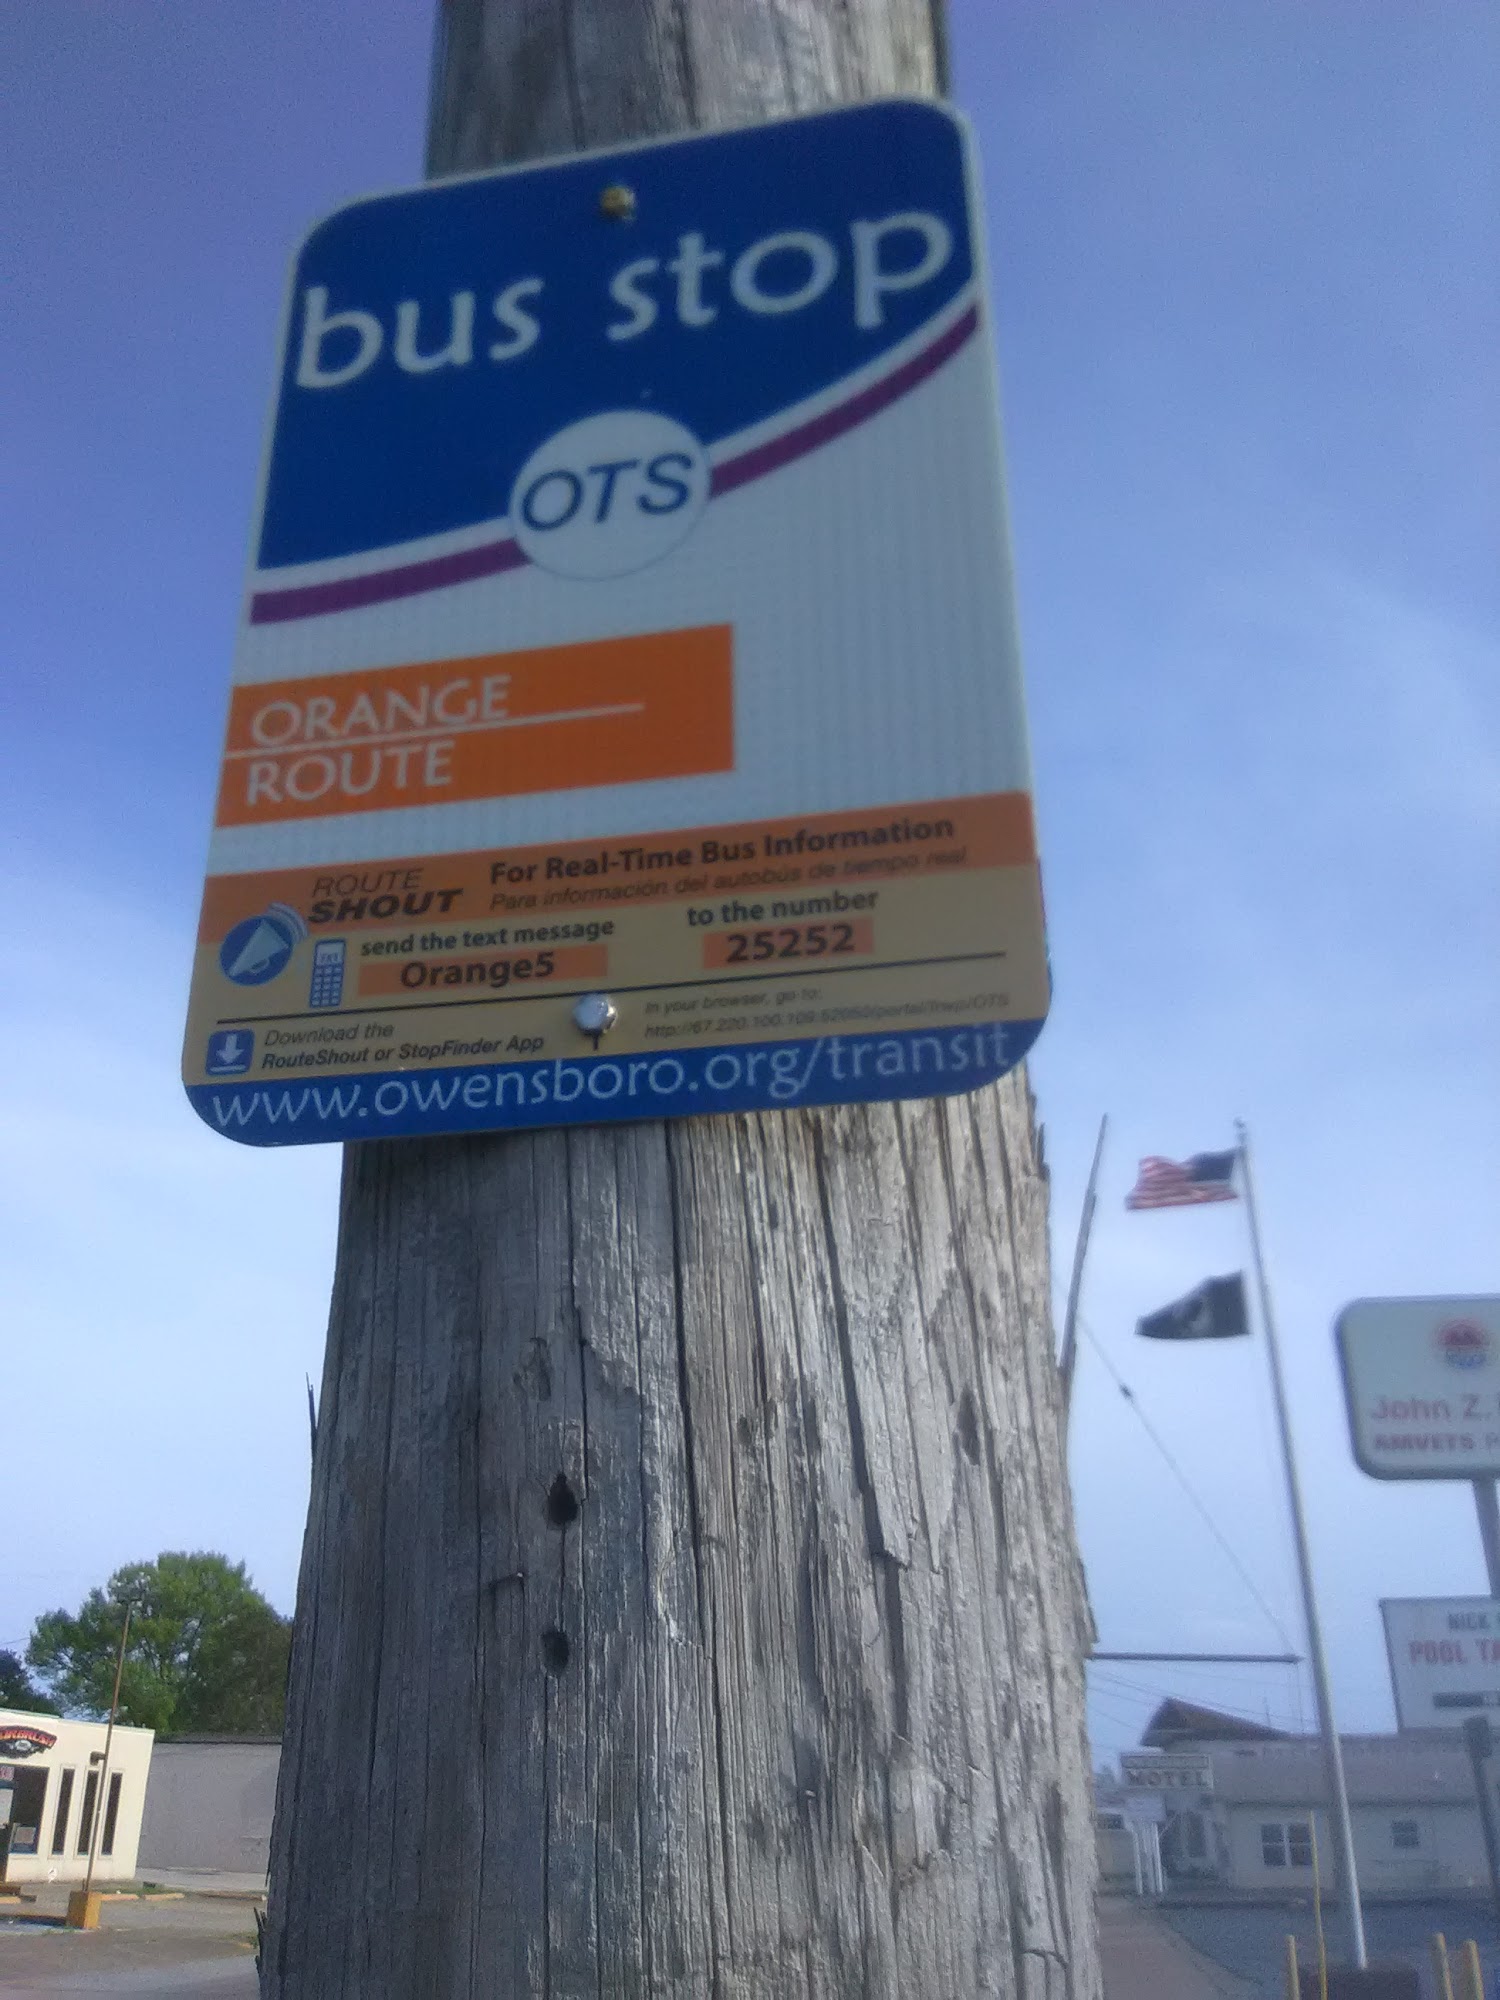 bus stop
OTS
ORANGE
ROUTE
ROUTE
SHOUT
For Real-Time Bus Information
Para información del autobús de tiempo real
send the text message
to the number
Orange5
25252
TXT
Download the
RouteShout or StopFinder App
In your browser, go to:
www.owensboro.org/transit
John Z.
AMVETS
NICK
POOL
MOTEL